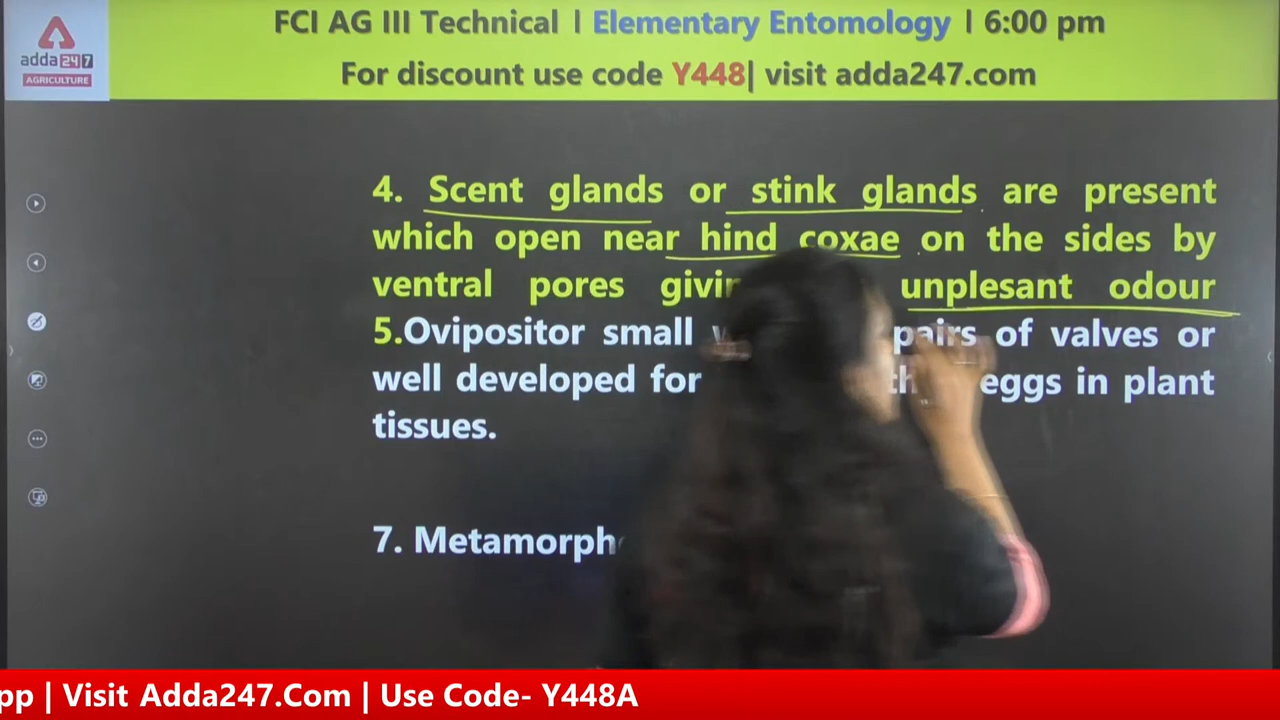 FCI AG III Technical I Elementary Entomology I 6:00 pm
For discount use code Y448| visit adda247.com
adda247
AGRICULTURE
4. Scent glands or stink glands are present
which open near hind coxae on the sides by
ventral pores unplesant odour
5.Ovipositor small pairs of valves or
well developed for eggs in plant
tissues.
7.
| Visit Adda247.Com | Use Code- Y448A